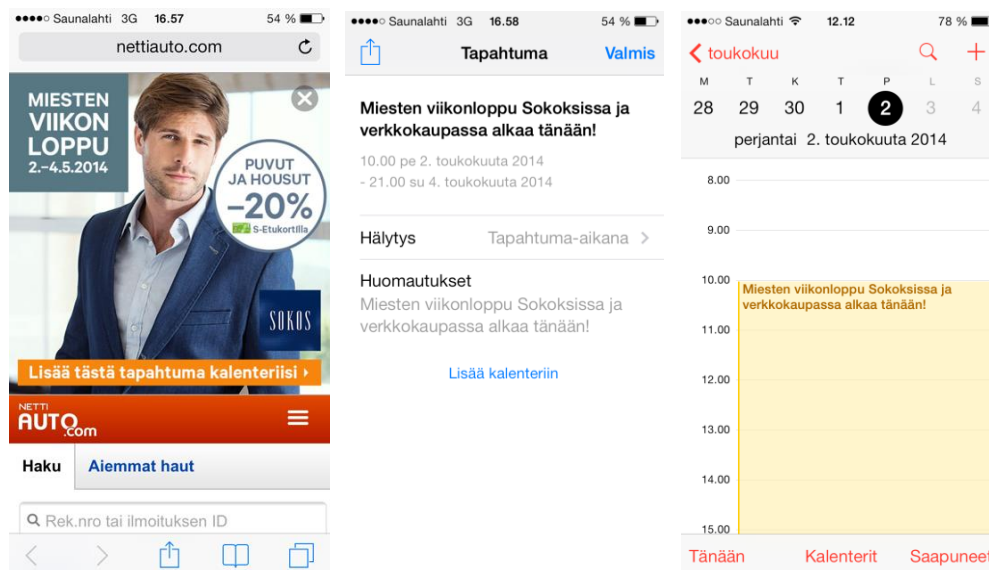 Saunalahti 3G 16.57 54 %
nettiauto.com
MIESTEN
VIIKON
LOPPU
2.–4.5.2014
PUVUT
JA HOUSUT
–20%
S-Etukortilla
SOKOS
Lisää tästä tapahtuma kalenteriisi
NETTI
AUTO.com
Haku Aiemmat haut
Rek.nro tai ilmoituksen ID
Saunalahti 3G 16.58 54 %
Tapahtuma Valmis
Miesten viikonloppu Sokoksissa ja
verkkokaupassa alkaa tänään!
10.00 pe 2. toukokuuta 2014
- 21.00 su 4. toukokuuta 2014
Hälytys Tapahtuma-aikana
Huomautukset
Miesten viikonloppu Sokoksissa ja
verkkokaupassa alkaa tänään!
Lisää kalenteriin
Saunalahti 12.12 78 %
toukokuu
M T K T P L S
28 29 30 1 2 3 4
perjantai 2. toukokuuta 2014
8.00
9.00
10.00 Miesten viikonloppu Sokoksissa ja
verkkokaupassa alkaa tänään!
11.00
12.00
13.00
14.00
15.00
Tänään Kalenterit Saapuneet